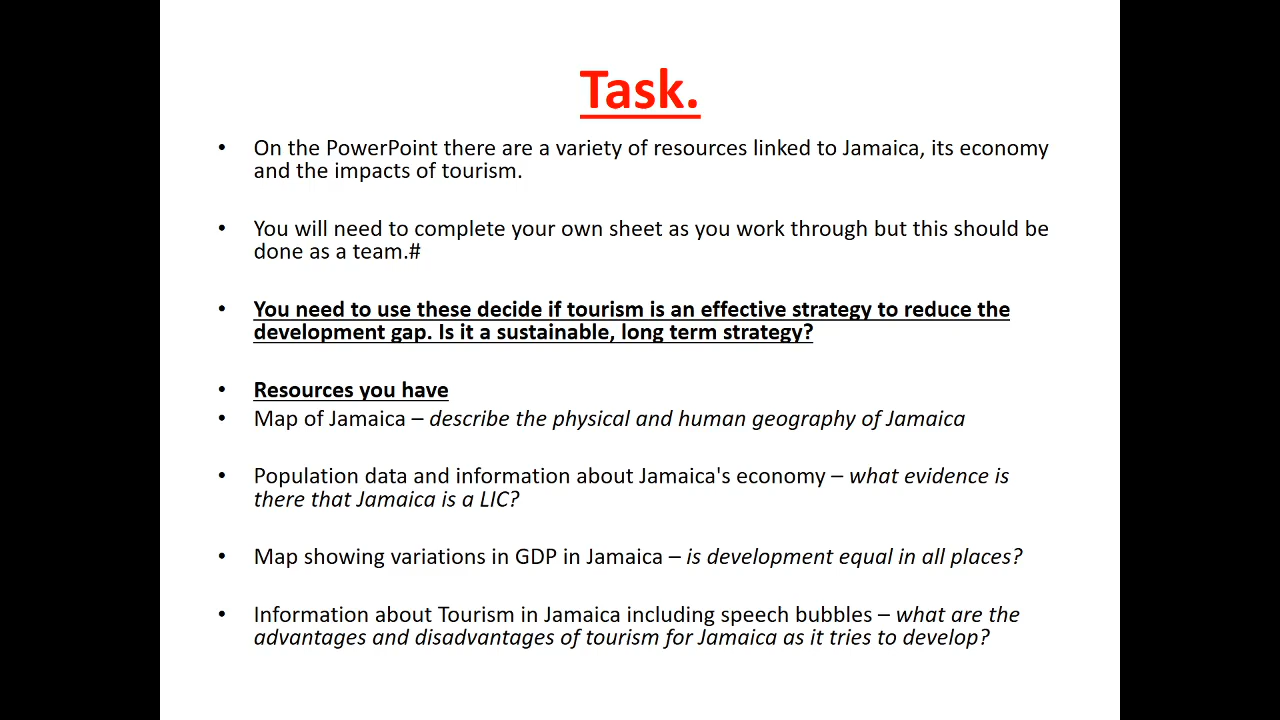 Task.
• On the PowerPoint there are a variety of resources linked to Jamaica, its economy
and the impacts of tourism.
• You will need to complete your own sheet as you work through but this should be
done as a team.#
• You need to use these decide if tourism is an effective strategy to reduce the
development gap. Is it a sustainable, long term strategy?
• Resources you have
• Map of Jamaica – describe the physical and human geography of Jamaica
• Population data and information about Jamaica's economy – what evidence is
there that Jamaica is a LIC?
• Map showing variations in GDP in Jamaica – is development equal in all places?
• Information about Tourism in Jamaica including speech bubbles – what are the
advantages and disadvantages of tourism for Jamaica as it tries to develop?